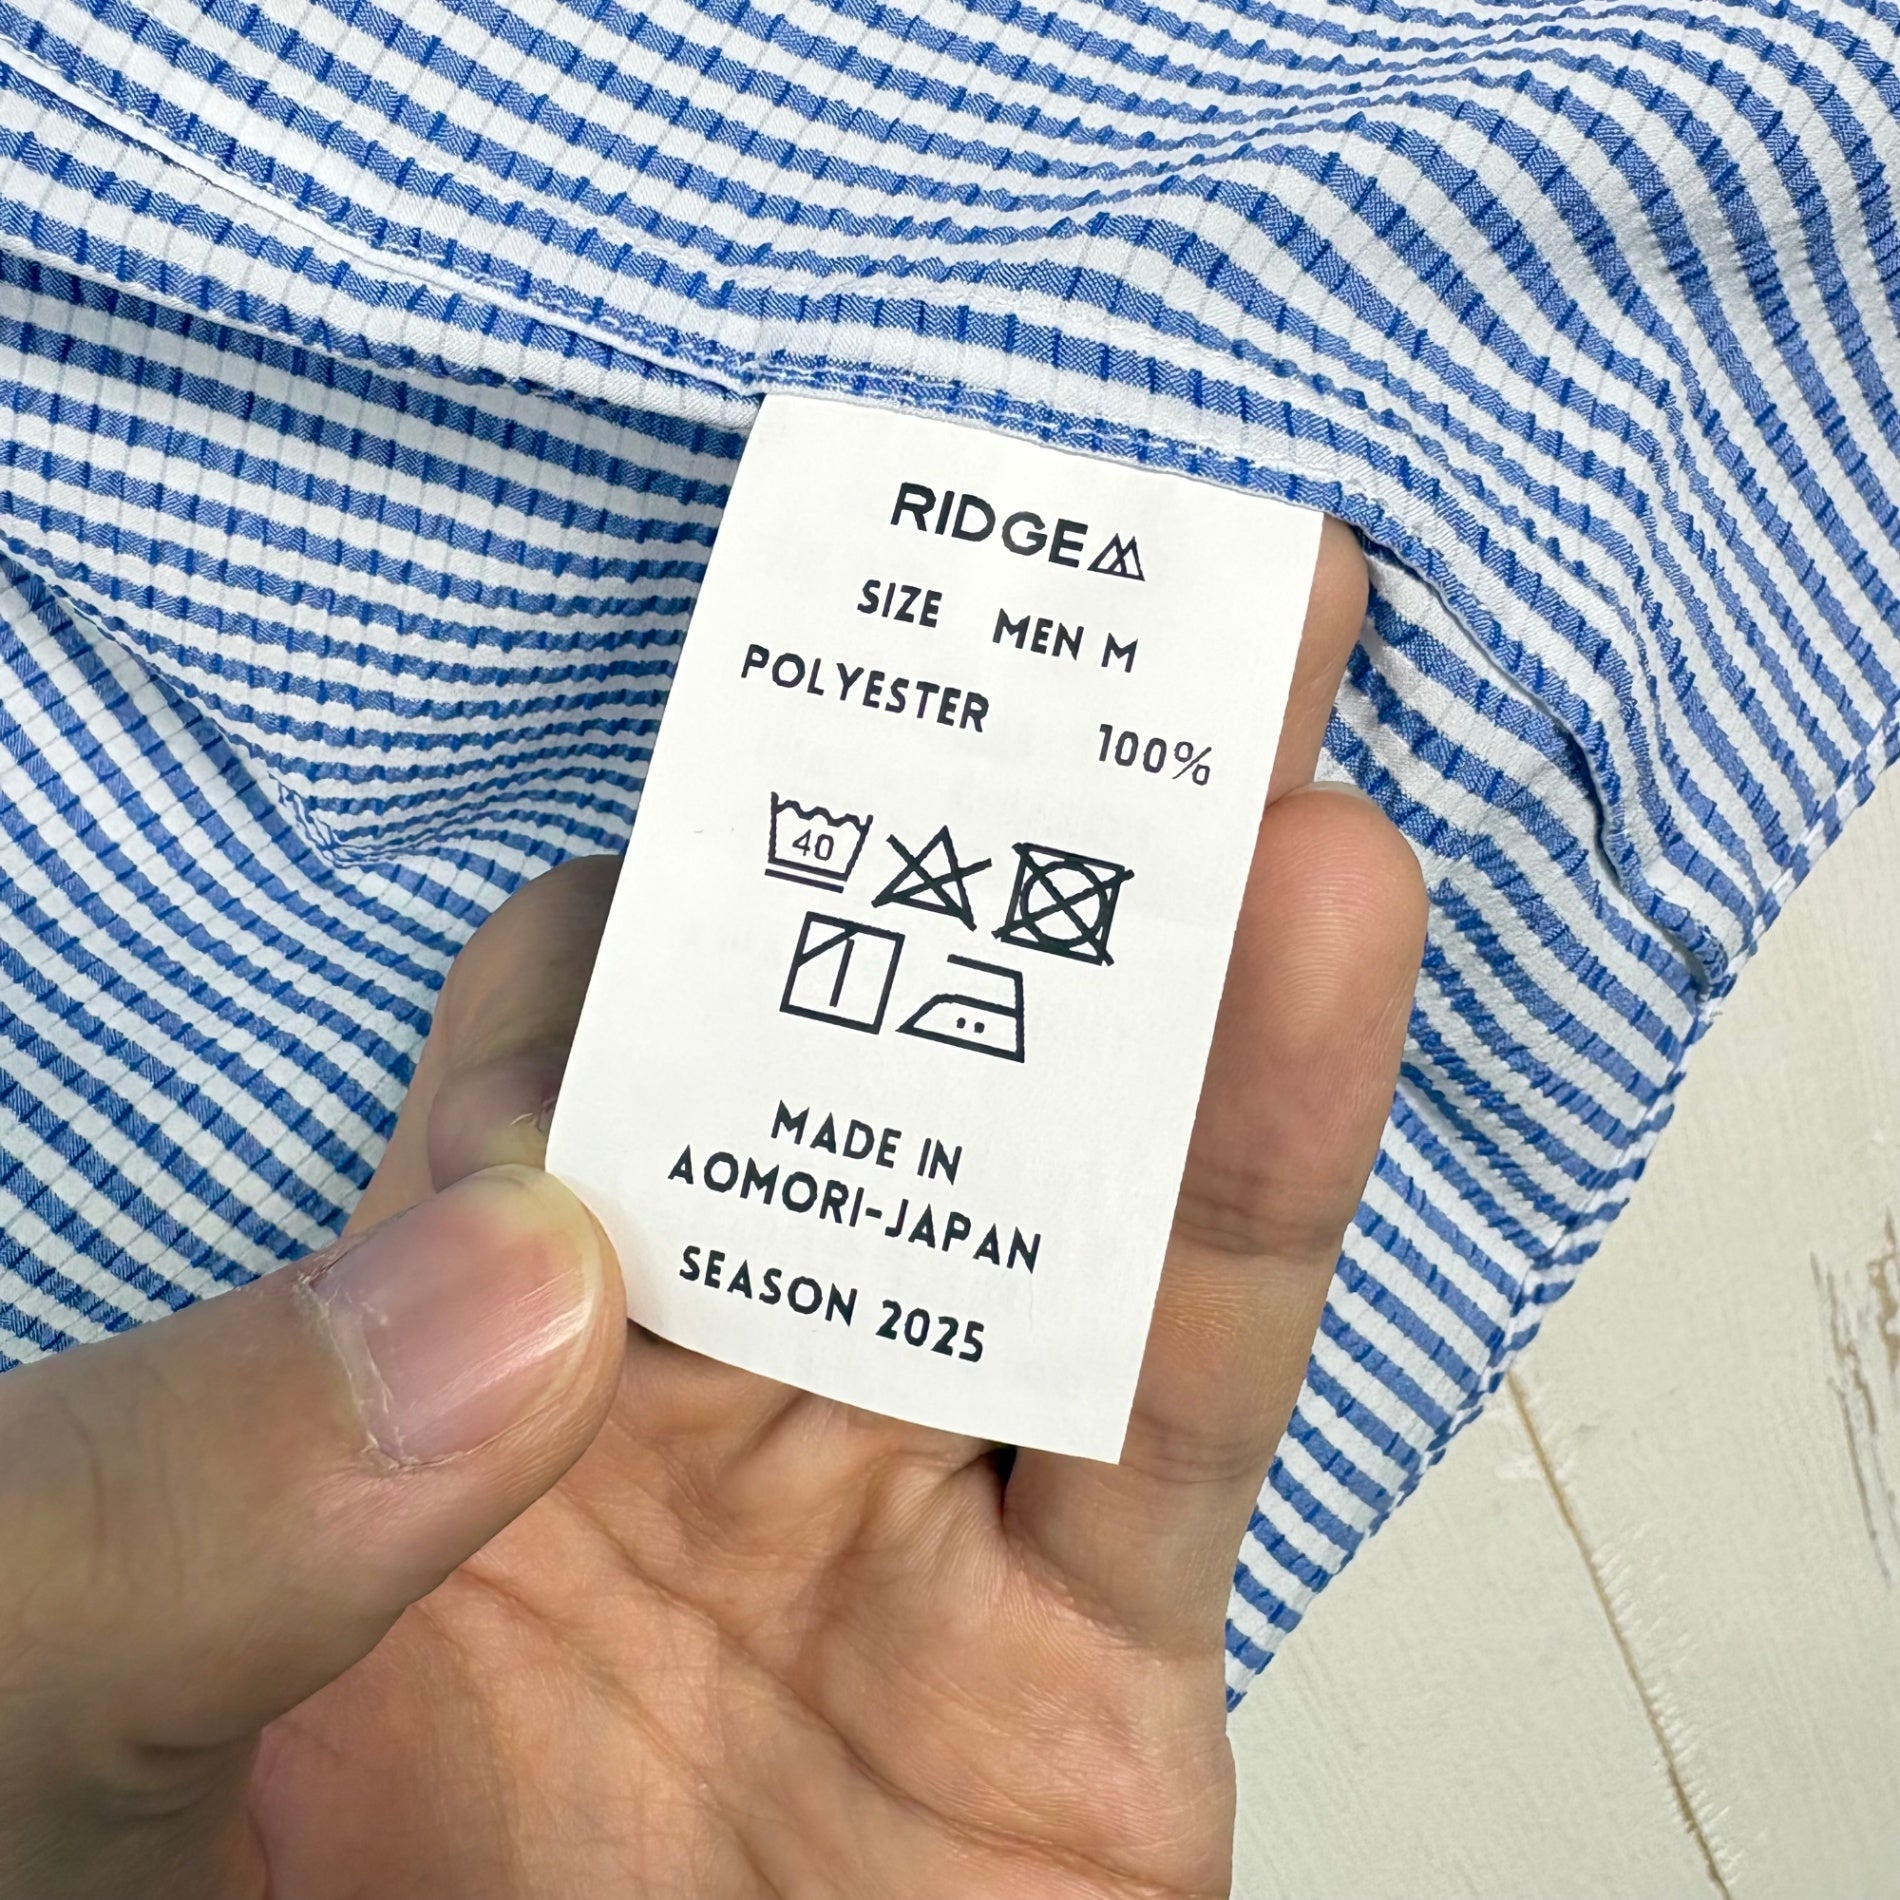 RIDGE
SIZE MEN M
POLYESTER 100%
40
MADE IN
AOMORI-JAPAN
SEASON 2025